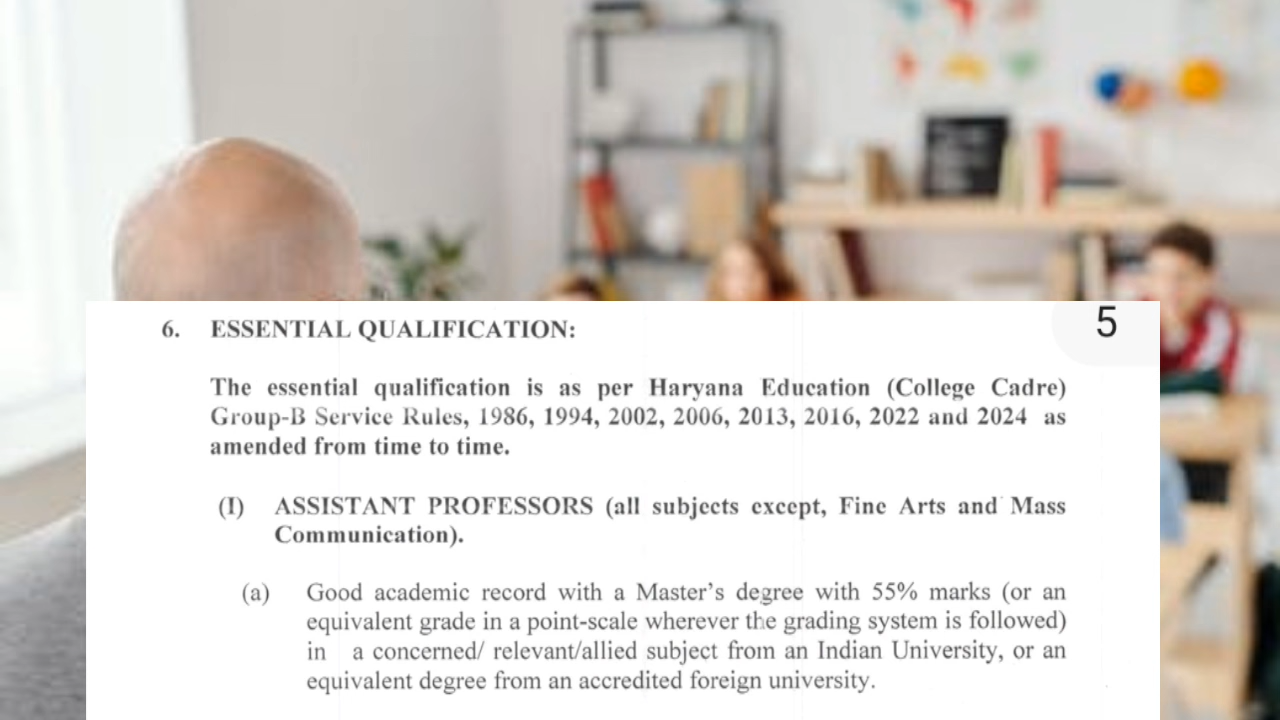 5
6. ESSENTIAL QUALIFICATION:
The essential qualification is as per Haryana Education (College Cadre)
Group-B Service Rules, 1986, 1994, 2002, 2006, 2013, 2016, 2022 and 2024 as
amended from time to time.
(I) ASSISTANT PROFESSORS (all subjects except, Fine Arts and Mass
Communication).
(a) Good academic record with a Master's degree with 55% marks (or an
equivalent grade in a point-scale wherever the grading system is followed)
in a concerned/ relevant/allied subject from an Indian University, or an
equivalent degree from an accredited foreign university.